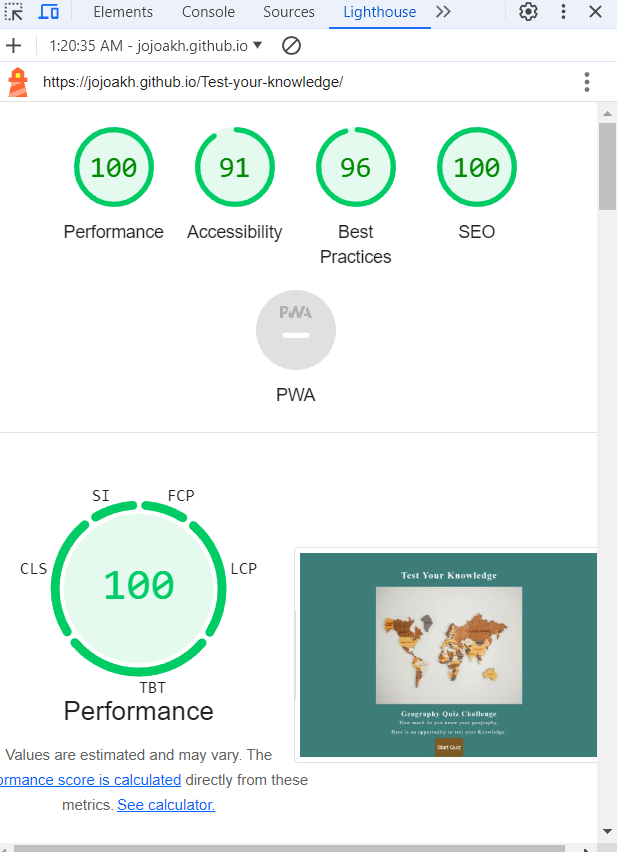 Elements Console Sources Lighthouse
1:20:35 AM - jojoakh.github.io
https://jojoakh.github.io/Test-your-knowledge/
100 91 96 100
Performance Accessibility Best Practices SEO
PWA
PWA
SI FCP
CLS LCP
100
TBT
Performance
Test Your Knowledge
Geography Quiz Challenge
How much do you know your geography,
Here is an opportunity to test your Knowledge.
Start Quiz
Values are estimated and may vary. The
ormance score is calculated directly from these
metrics. See calculator.